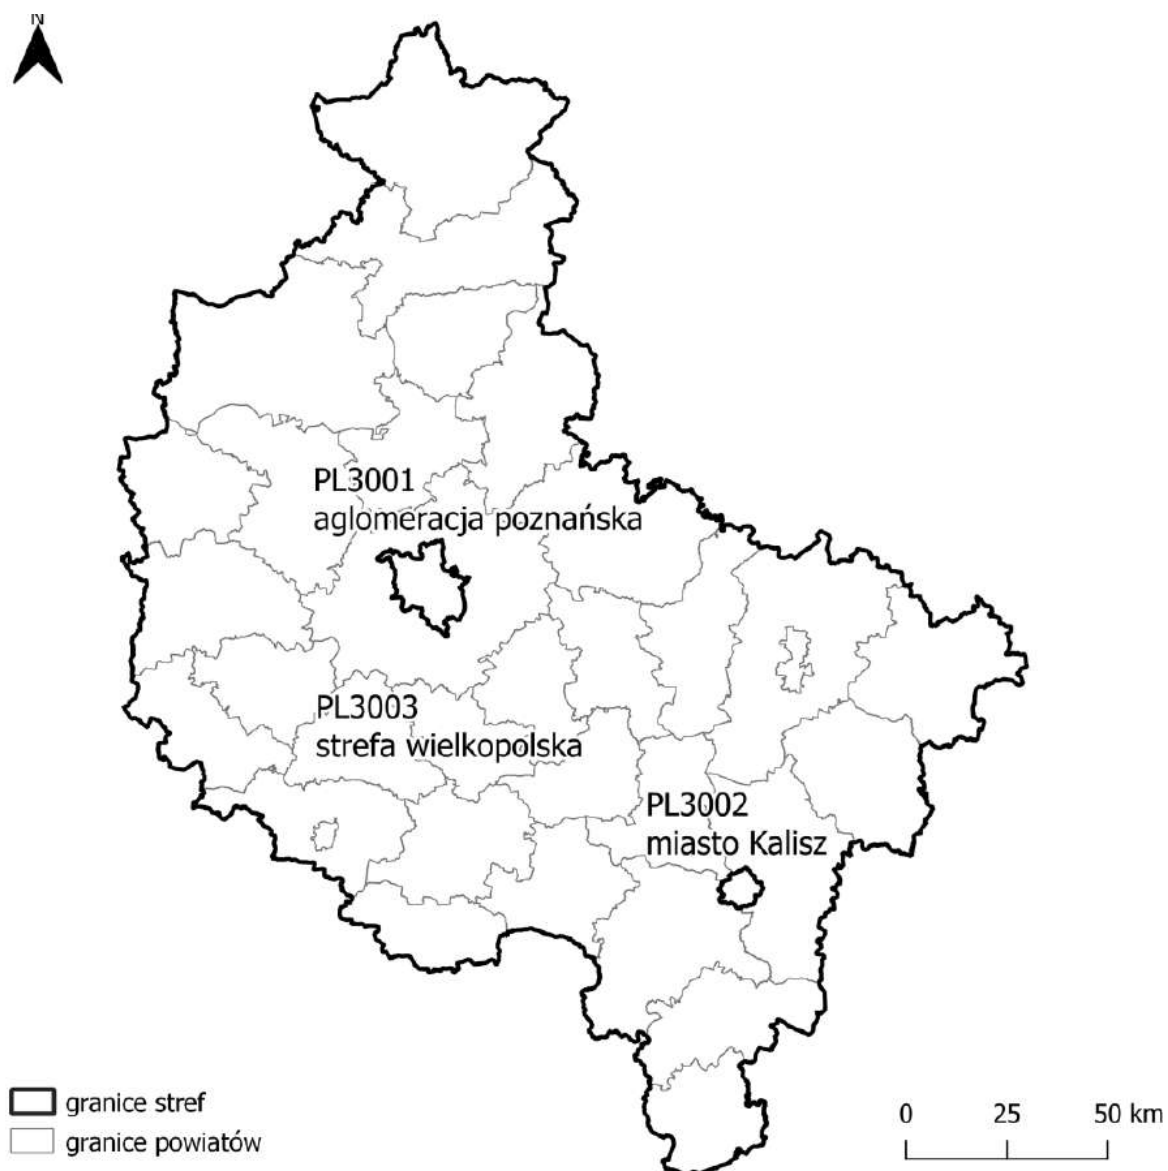 N
PL3001
aglomeracja poznańska
PL3003
strefa wielkopolska
PL3002
miasto Kalisz
granice stref
granice powiatów
0 25 50 km